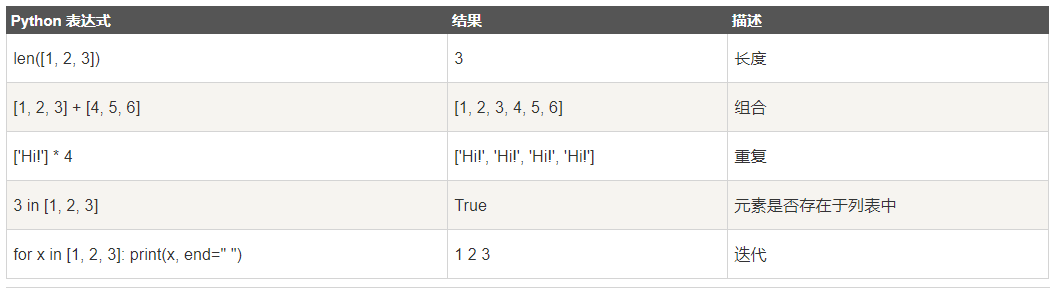 Python 表达式 结果 描述
len([1, 2, 3]) 3 长度
[1, 2, 3] + [4, 5, 6] [1, 2, 3, 4, 5, 6] 组合
['Hi!'] * 4 ['Hi!', 'Hi!', 'Hi!', 'Hi!'] 重复
3 in [1, 2, 3] True 元素是否存在于列表中
for x in [1, 2, 3]: print(x, end=" ") 1 2 3 迭代